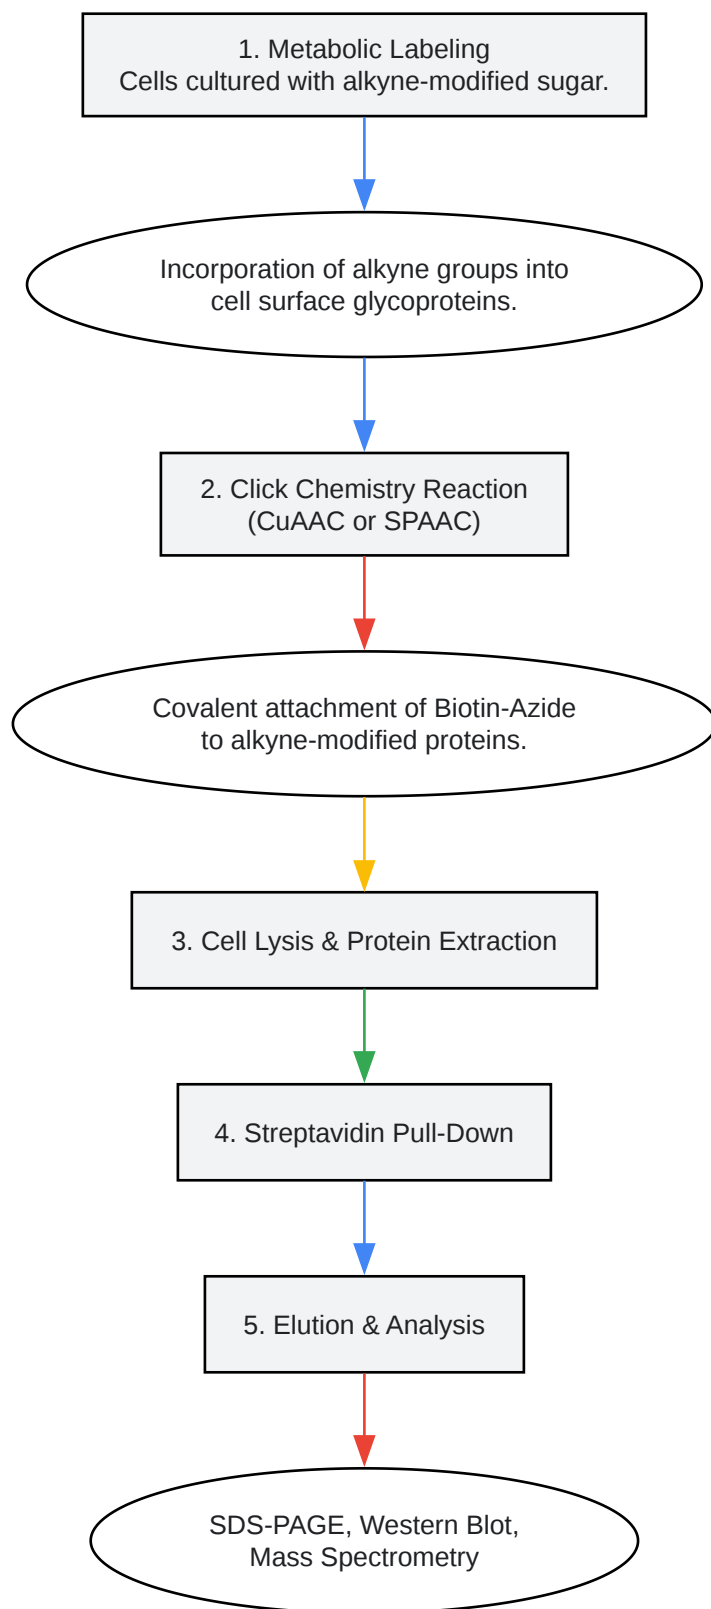 1. Metabolic Labeling
Cells cultured with alkyne-modified sugar.
Incorporation of alkyne groups into
cell surface glycoproteins.
2. Click Chemistry Reaction
(CuAAC or SPAAC)
Covalent attachment of Biotin-Azide
to alkyne-modified proteins.
3. Cell Lysis & Protein Extraction
4. Streptavidin Pull-Down
5. Elution & Analysis
SDS-PAGE, Western Blot,
Mass Spectrometry